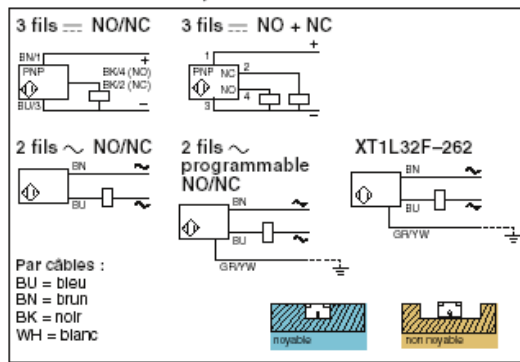 3 fils ⎓ NO/NC
BN/1
+
PNP
BK/4 (NO)
BK/2 (NC)
BU/3
−
3 fils ⎓ NO + NC
1
+
PNP
NC
2
NO
4
3
−
2 fils ∼ NO/NC
BN
∼
BU
∼
2 fils ∼
programmable
NO/NC
BN
∼
BU
∼
GR/YW
XT1L32F–262
BN
∼
BU
∼
GR/YW
Par câbles :
BU = bleu
BN = brun
BK = noir
WH = blanc
noyable
non noyable